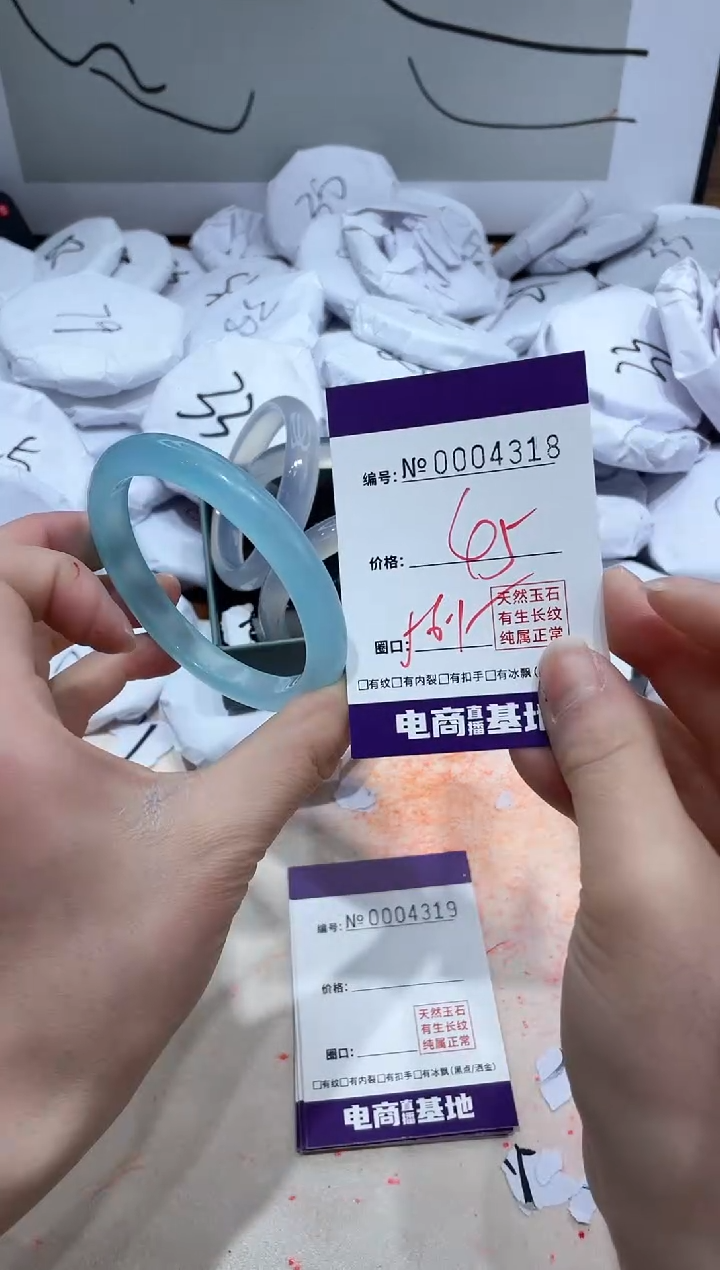 33
编号: №0004318
价格: 65
圈口:
天然玉石
有生长纹
纯属正常
□有纹□有内裂□有扣手□有冰飘(
电商直播基地
编号: №0004319
价格:
圈口:
天然玉石
有生长纹
纯属正常
□有纹□有内裂□有扣手□有冰飘(黑点/洒金)
电商直播基地